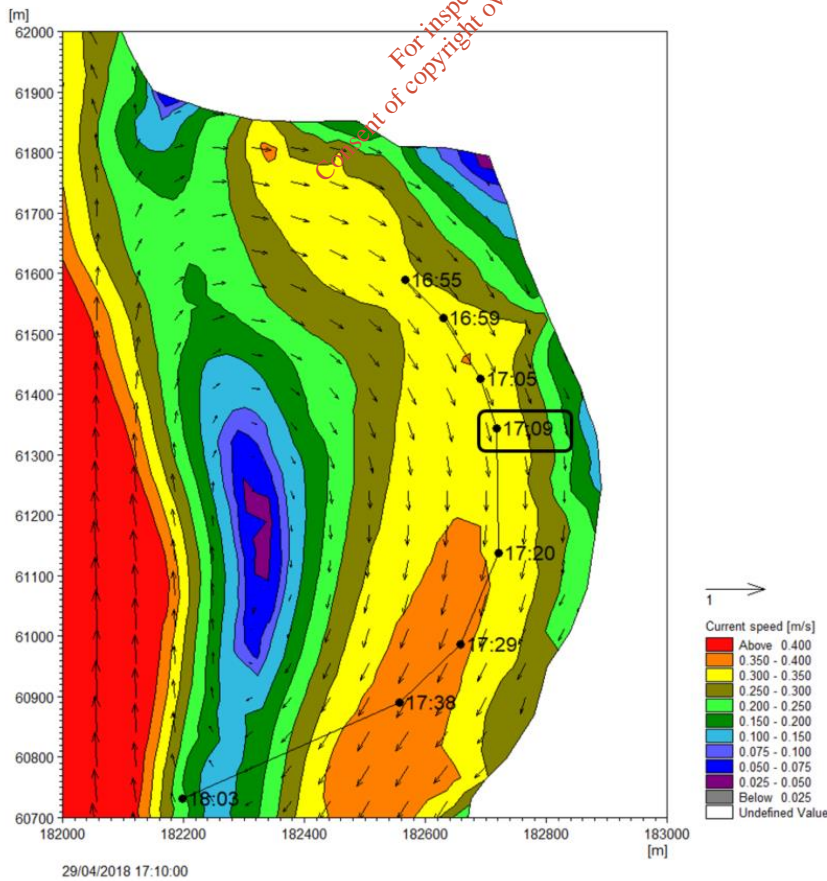 For inspe
Consent of copyright ow
[m]
62000
61900
61800
61700
61600
61500
61400
61300
61200
61100
61000
60900
60800
60700
16:55
16:59
17:05
17:09
17:20
17:29
17:38
18:03
182000 182200 182400 182600 182800 183000
[m]
29/04/2018 17:10:00
1
Current speed [m/s]
Above 0.400
0.350 - 0.400
0.300 - 0.350
0.250 - 0.300
0.200 - 0.250
0.150 - 0.200
0.100 - 0.150
0.075 - 0.100
0.050 - 0.075
0.025 - 0.050
Below 0.025
Undefined Value